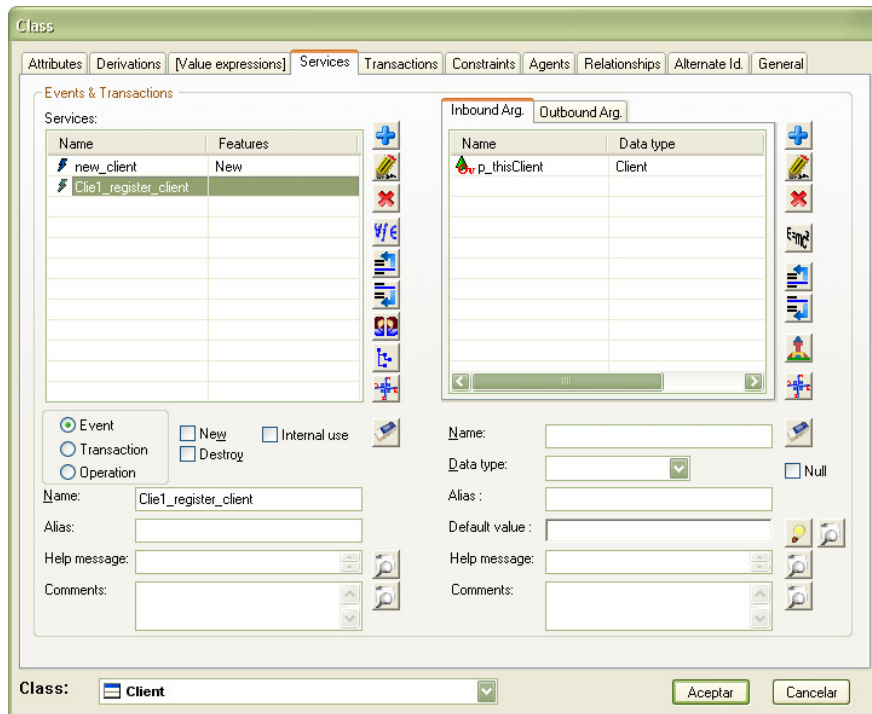 Class
Attributes Derivations [Value expressions] Services Transactions Constraints Agents Relationships Alternate Id. General
Events & Transactions
Services:
Name Features
new_client New
Clie1_register_client
Inbound Arg. Outbound Arg.
Name Data type
p_thisClient Client
Event
Transaction
Operation
New
Destroy
Internal use
Name: Clie1_register_client
Alias:
Help message:
Comments:
Name:
Data type:
Null
Alias :
Default value :
Help message:
Comments:
Class: Client
Aceptar Cancelar